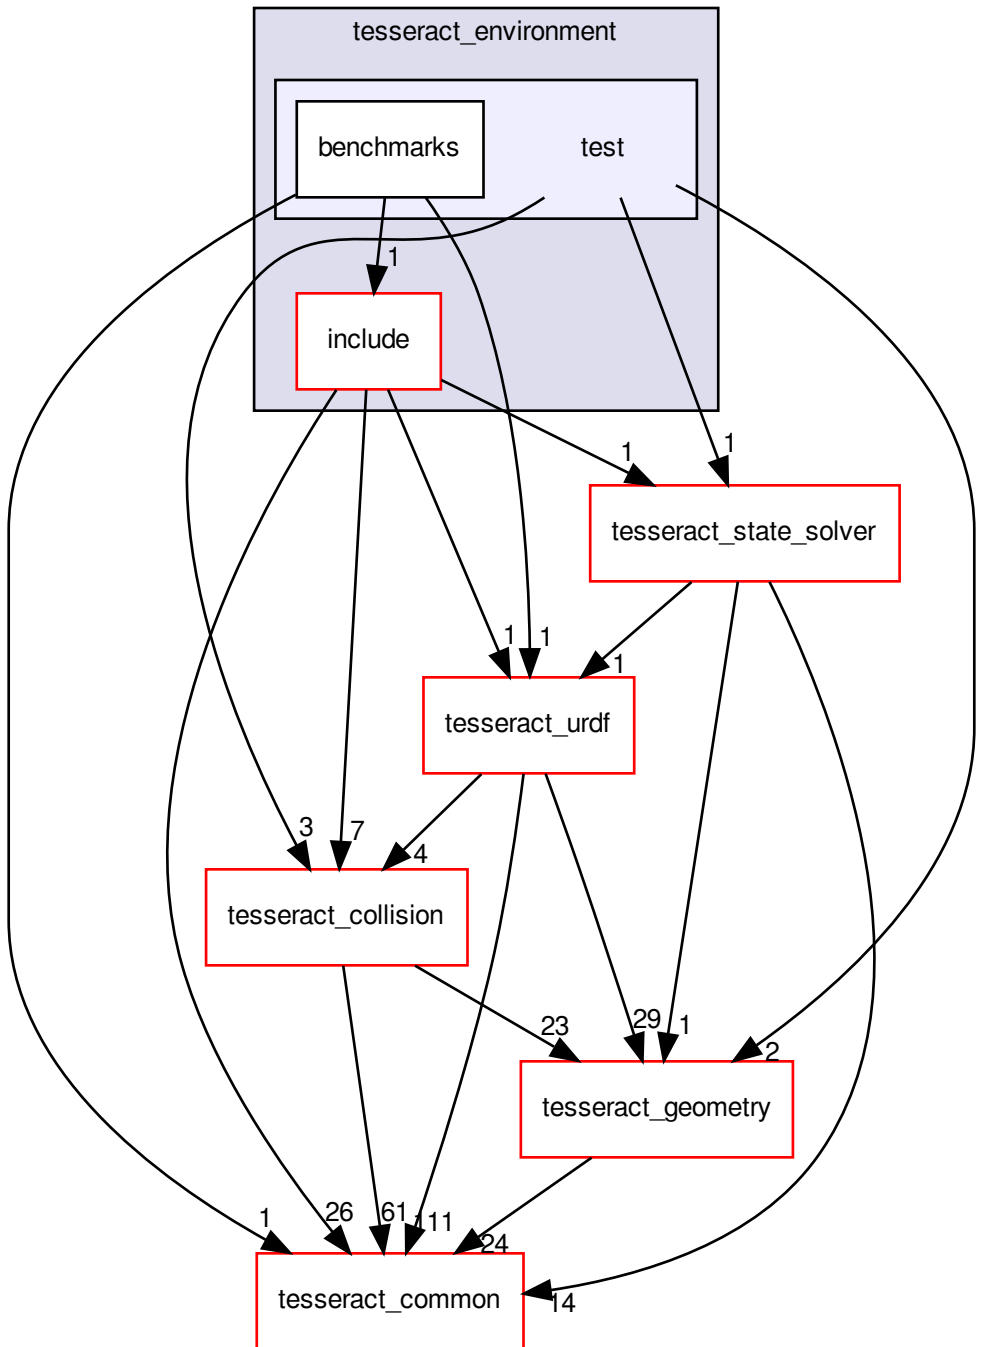 tesseract_environment
benchmarks
test
1
include
1
1
tesseract_state_solver
1
1
1
tesseract_urdf
3
7
4
tesseract_collision
23
29
1
2
tesseract_geometry
1
26
61
111
24
14
tesseract_common